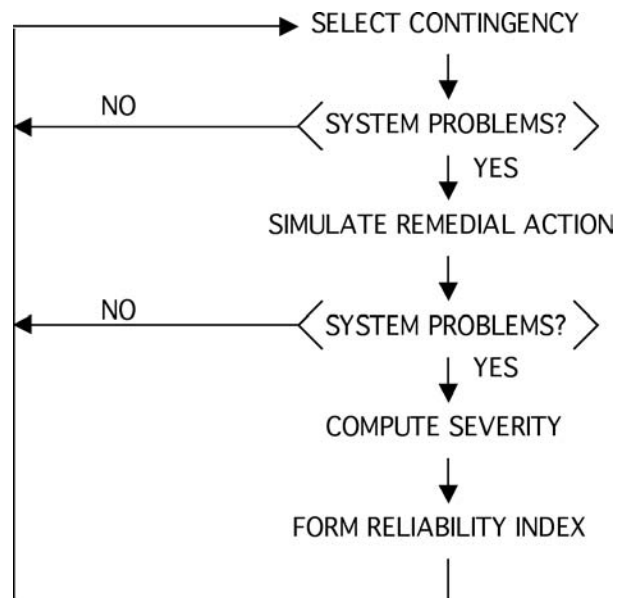 SELECT CONTINGENCY
NO
SYSTEM PROBLEMS?
YES
SIMULATE REMEDIAL ACTION
NO
SYSTEM PROBLEMS?
YES
COMPUTE SEVERITY
FORM RELIABILITY INDEX